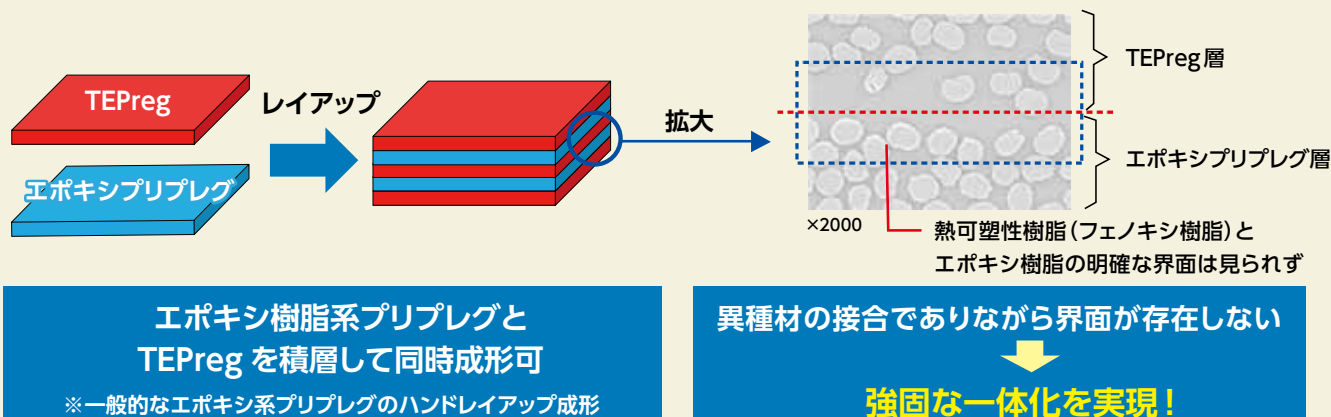 TEPreg
エポキシプリプレグ
レイアップ
拡大
TEPreg層
エポキシプリプレグ層
×2000
熱可塑性樹脂(フェノキシ樹脂)と
エポキシ樹脂の明確な界面は見られず
エポキシ樹脂系プリプレグと
TEPreg を積層して同時成形可
※一般的なエポキシ系プリプレグのハンドレイアップ成形
異種材の接合でありながら界面が存在しない
強固な一体化を実現!